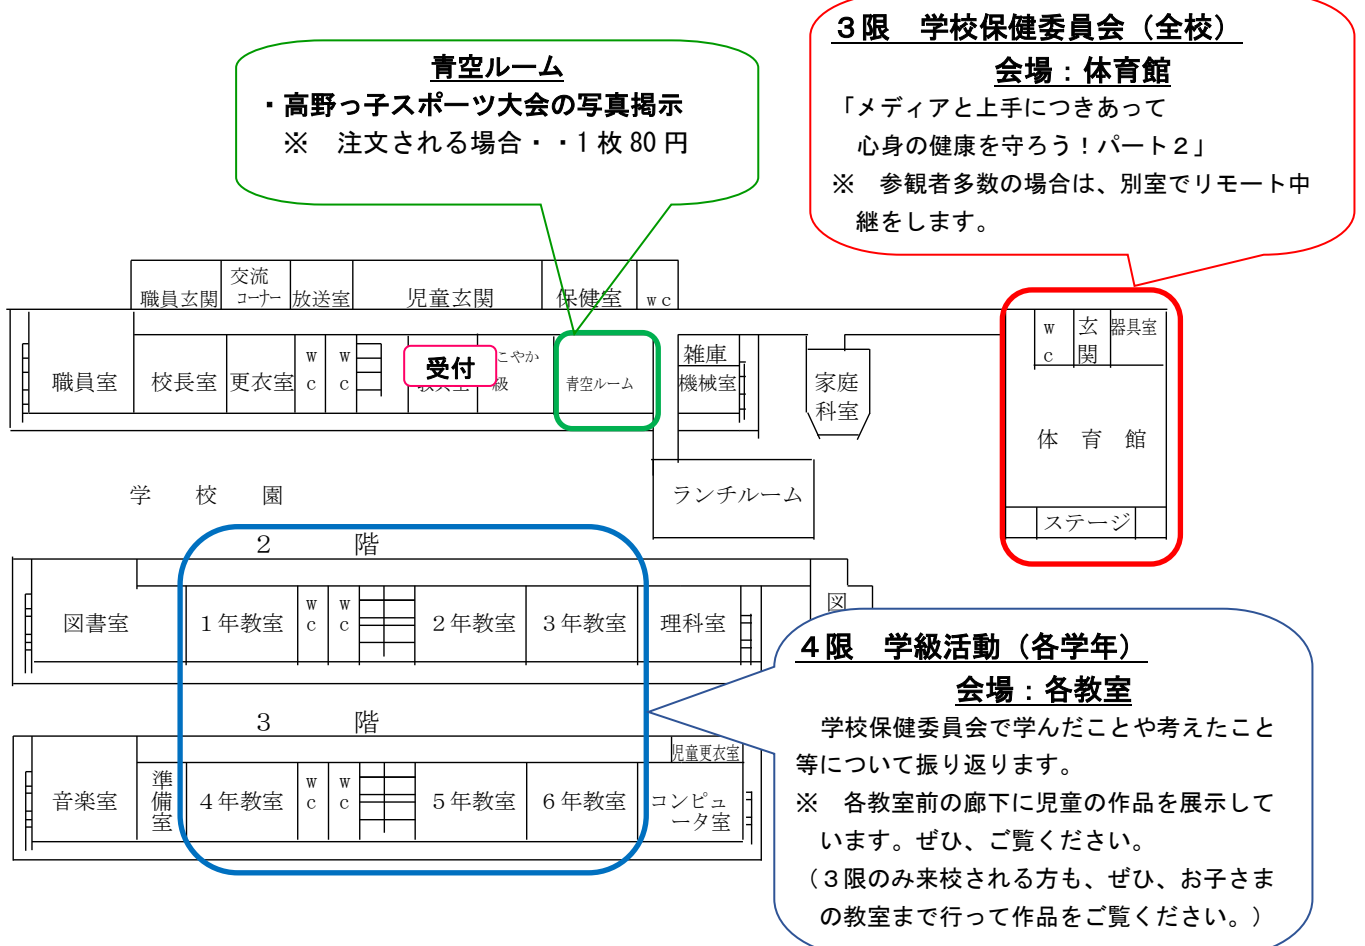 ３限　学校保健委員会（全校）
会場：体育館
「メディアと上手につきあって
心身の健康を守ろう！パート２」
※　参観者多数の場合は、別室でリモート中
継をします。
青空ルーム
・高野っ子スポーツ大会の写真掲示
※　注文される場合・・１枚 80 円
職員玄関
交流
コーナー
放送室
児童玄関
保健室
ｗｃ
職員室
校長室
更衣室
ｗ
ｃ
ｗ
ｃ
受付
こやか
級
青空ルーム
雑庫
機械室
家庭
科室
ｗ
ｃ
玄
関
器具室
体　育　館
ステージ
学　校　園
ランチルーム
２　　階
図書室
１年教室
ｗ
ｃ
ｗ
ｃ
２年教室
３年教室
理科室
図
３　　階
音楽室
準
備
室
４年教室
ｗ
ｃ
ｗ
ｃ
５年教室
６年教室
児童更衣室
コンピュ
ータ室
４限　学級活動（各学年）
会場：各教室
学校保健委員会で学んだことや考えたこと
等について振り返ります。
※　各教室前の廊下に児童の作品を展示して
います。ぜひ、ご覧ください。
（３限のみ来校される方も、ぜひ、お子さま
の教室まで行って作品をご覧ください。）